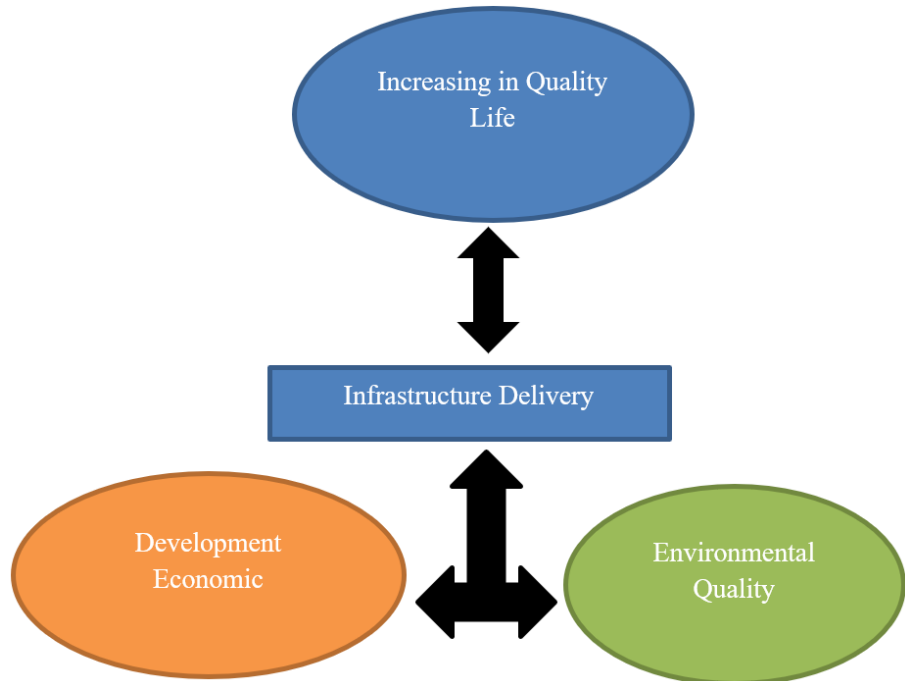 Increasing in Quality
Life
Infrastructure Delivery
Development
Economic
Environmental
Quality